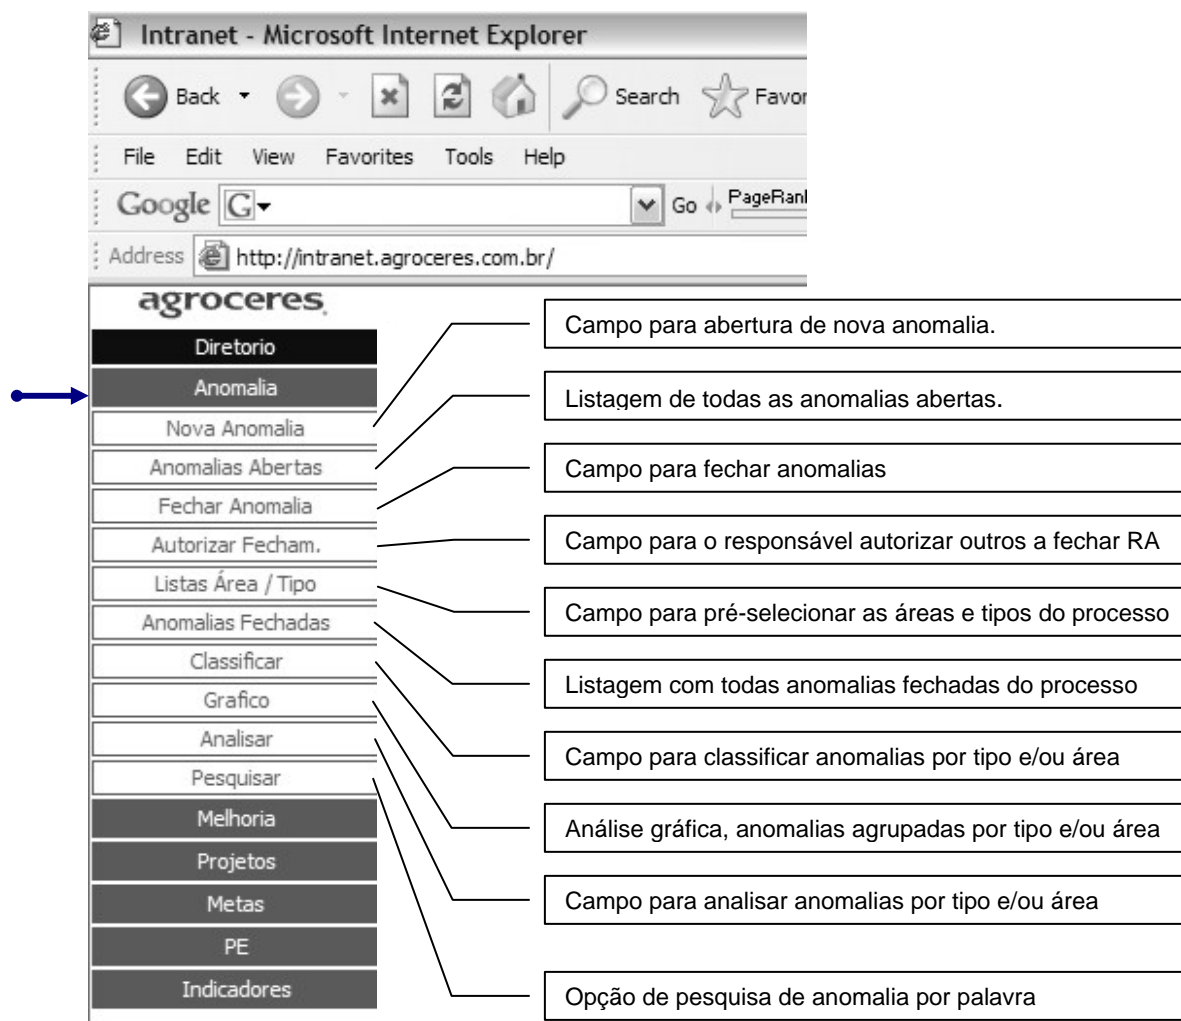 Intranet - Microsoft Internet Explorer
Back Search Favor
File Edit View Favorites Tools Help
Google G Go PageRank
Address http://intranet.agroceres.com.br/
agroceres
Diretorio
Anomalia
Nova Anomalia
Anomalias Abertas
Fechar Anomalia
Autorizar Fecham.
Listas Área / Tipo
Anomalias Fechadas
Classificar
Grafico
Analisar
Pesquisar
Melhoria
Projetos
Metas
PE
Indicadores
Campo para abertura de nova anomalia.
Listagem de todas as anomalias abertas.
Campo para fechar anomalias
Campo para o responsável autorizar outros a fechar RA
Campo para pré-selecionar as áreas e tipos do processo
Listagem com todas anomalias fechadas do processo
Campo para classificar anomalias por tipo e/ou área
Análise gráfica, anomalias agrupadas por tipo e/ou área
Campo para analisar anomalias por tipo e/ou área
Opção de pesquisa de anomalia por palavra